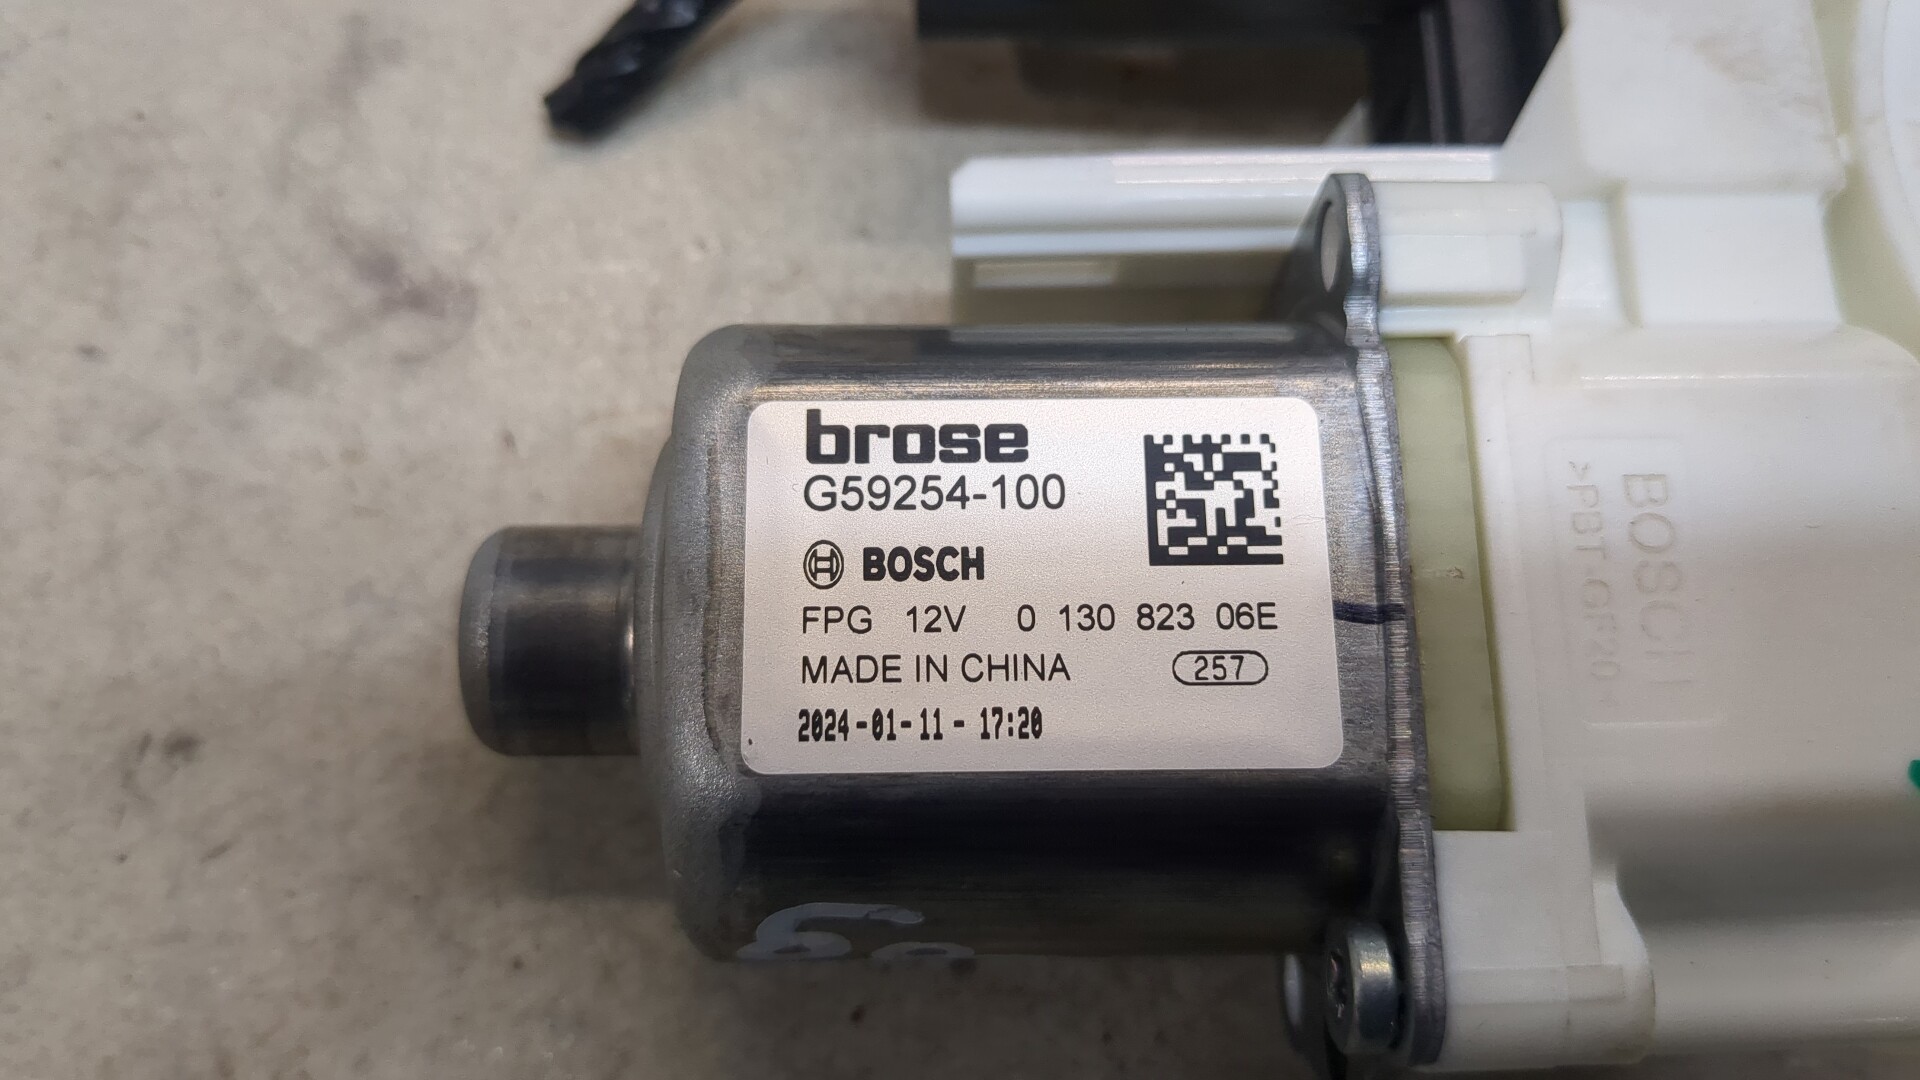 brose
G59254-100
BOSCH
FPG 12V 0 130 823 06E
MADE IN CHINA 257
2024-01-11-17:20
BOSCH
>PBT-GF20